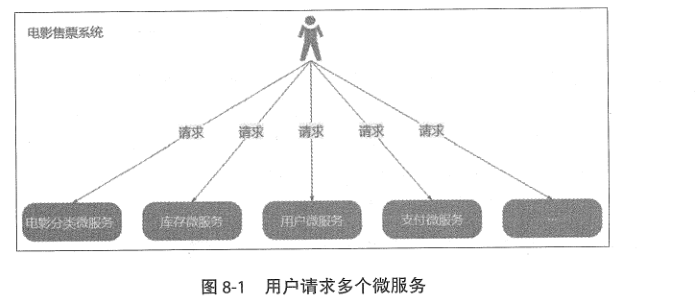 电影售票系统
请求 请求 请求 请求 请求
电影分类微服务 库存微服务 用户微服务 支付微服务 ......
图 8-1 用户请求多个微服务